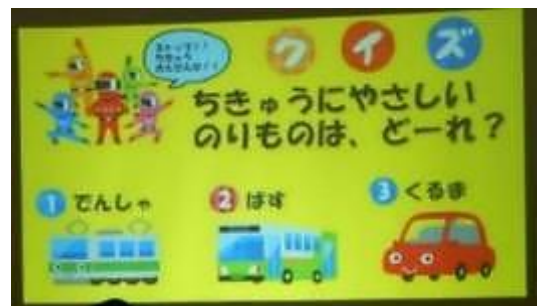 クイズ
ちきゅうにやさしい
のりものは、どーれ？
1 でんしゃ
2 ばす
3 くるま